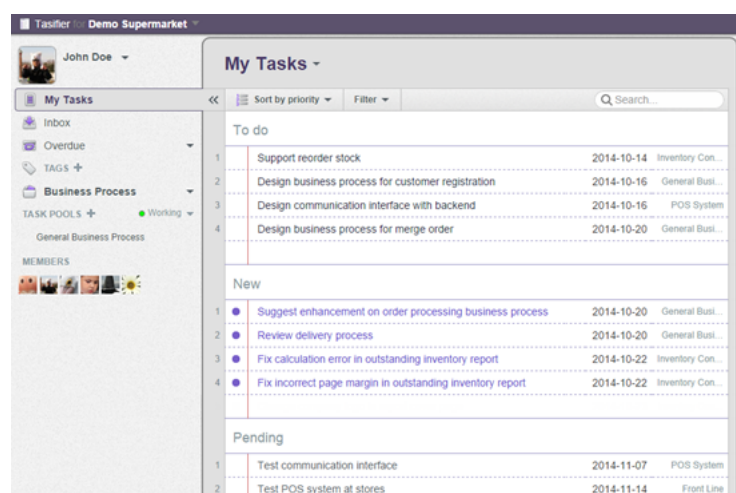 Tasifier for Demo Supermarket
John Doe
My Tasks
Inbox
Overdue
TAGS +
Business Process
TASK POOLS + Working
General Business Process
MEMBERS
My Tasks
Sort by priority Filter Search...
To do
1 Support reorder stock 2014-10-14 Inventory Con...
2 Design business process for customer registration 2014-10-16 General Busi...
3 Design communication interface with backend 2014-10-16 POS System
4 Design business process for merge order 2014-10-20 General Busi...
New
1 Suggest enhancement on order processing business process 2014-10-20 General Busi...
2 Review delivery process 2014-10-20 General Busi...
3 Fix calculation error in outstanding inventory report 2014-10-22 Inventory Con...
4 Fix incorrect page margin in outstanding inventory report 2014-10-22 Inventory Con...
Pending
1 Test communication interface 2014-11-07 POS System
2 Test POS system at stores 2014-11-14 Front Line